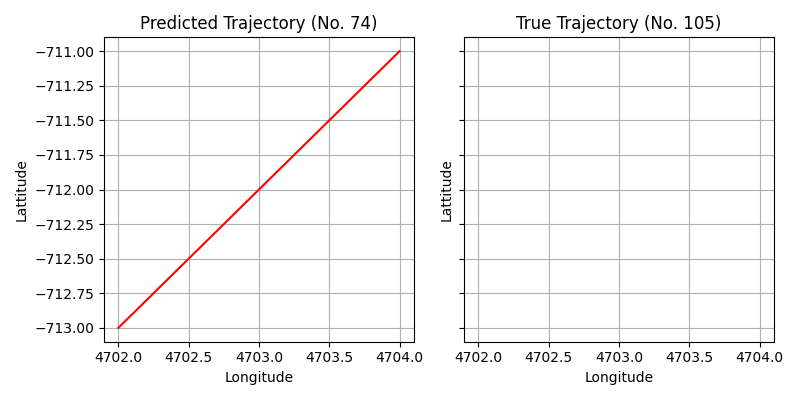 Predicted Trajectory (No. 74)
−711.00
−711.25
−711.50
−711.75
−712.00
−712.25
−712.50
−712.75
−713.00
Lattitude
4702.0 4702.5 4703.0 4703.5 4704.0
Longitude
True Trajectory (No. 105)
Lattitude
4702.0 4702.5 4703.0 4703.5 4704.0
Longitude